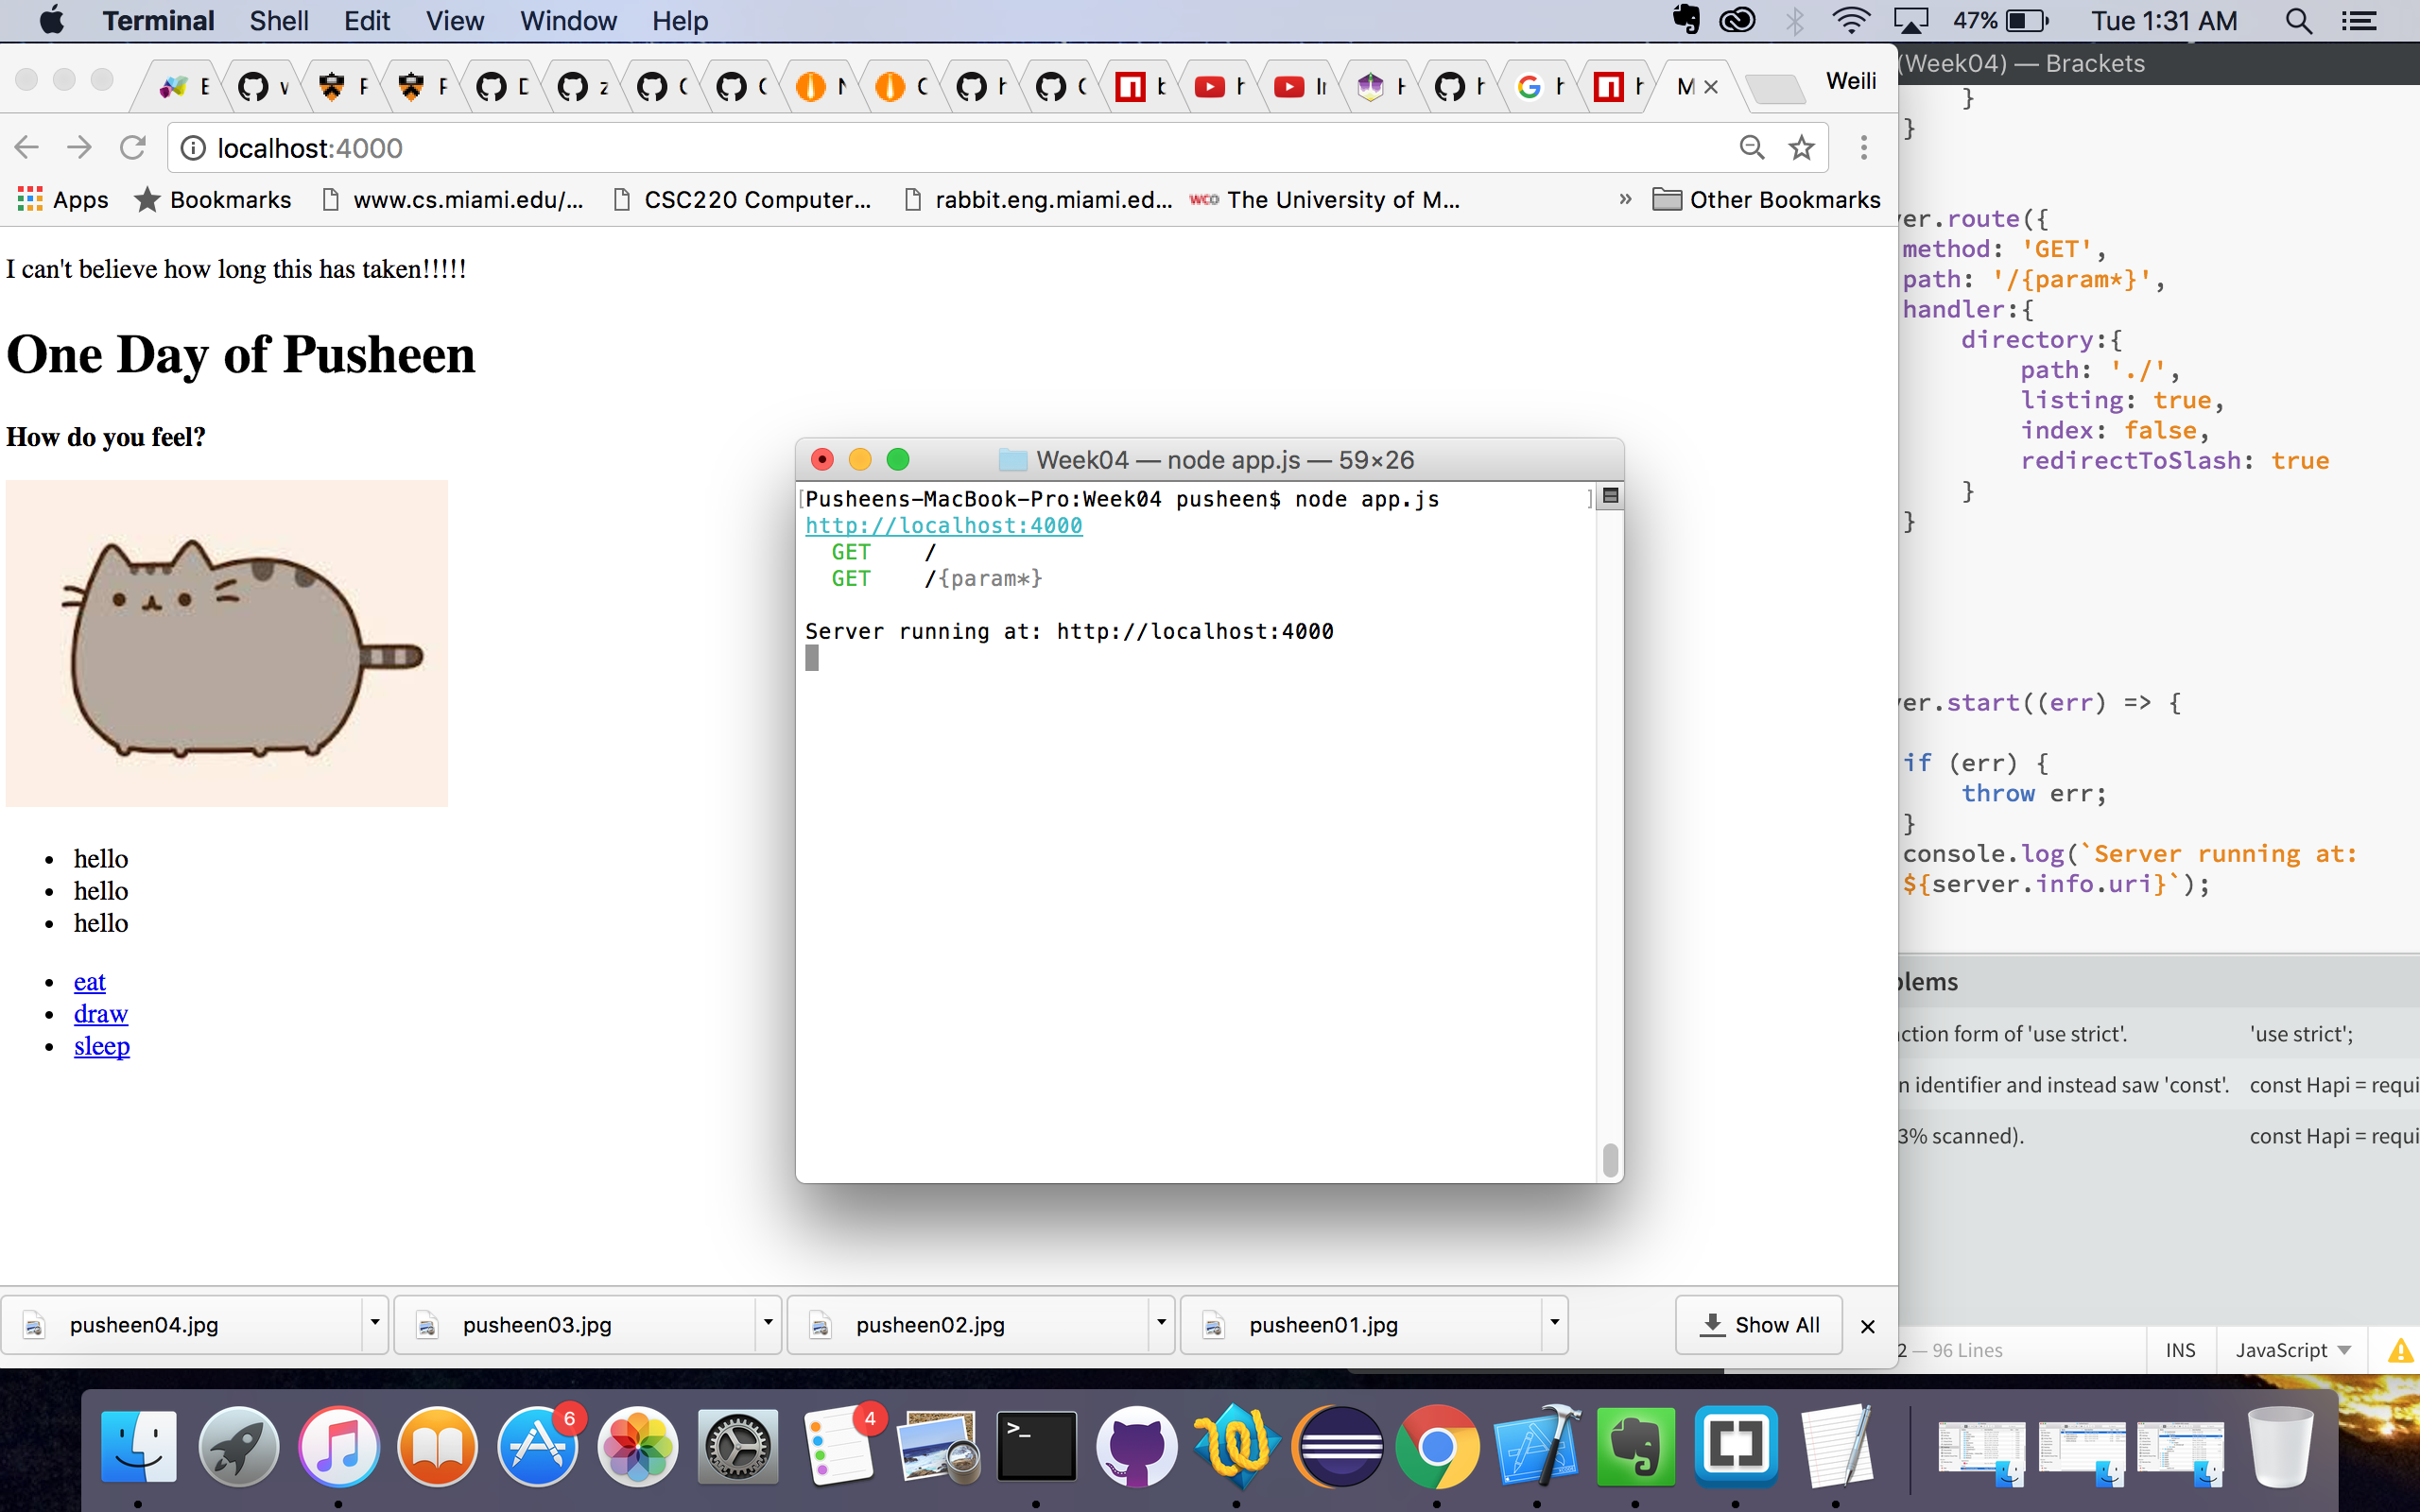 Terminal Shell Edit View Window Help 47% Tue 1:31 AM
Weili
localhost:4000
Apps Bookmarks www.cs.miami.edu/... CSC220 Computer... rabbit.eng.miami.ed... The University of M... » Other Bookmarks
I can't believe how long this has taken!!!!!
One Day of Pusheen
How do you feel?
• hello
• hello
• hello
• eat
• draw
• sleep
Week04 — node app.js — 59×26
[Pusheens-MacBook-Pro:Week04 pusheen$ node app.js ]
http://localhost:4000
GET /
GET /{param*}
Server running at: http://localhost:4000
(Week04) — Brackets
}
}
er.route({
method: 'GET',
path: '/{param*}',
handler:{
directory:{
path: './',
listing: true,
index: false,
redirectToSlash: true
}
}
er.start((err) => {
if (err) {
throw err;
}
console.log(`Server running at:
${server.info.uri}`);
blems
ction form of 'use strict'. 'use strict';
n identifier and instead saw 'const'. const Hapi = requi
3% scanned). const Hapi = requi
2 — 96 Lines INS JavaScript
pusheen04.jpg pusheen03.jpg pusheen02.jpg pusheen01.jpg Show All
6 4